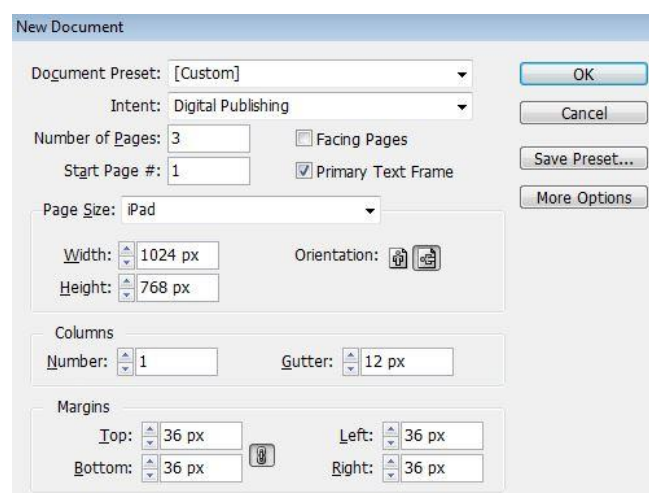 New Document
Document Preset: [Custom] OK
Intent: Digital Publishing Cancel
Number of Pages: 3 Facing Pages
Save Preset...
Start Page #: 1 Primary Text Frame
More Options
Page Size: iPad
Width: 1024 px Orientation:
Height: 768 px
Columns
Number: 1 Gutter: 12 px
Margins
Top: 36 px Left: 36 px
Bottom: 36 px Right: 36 px